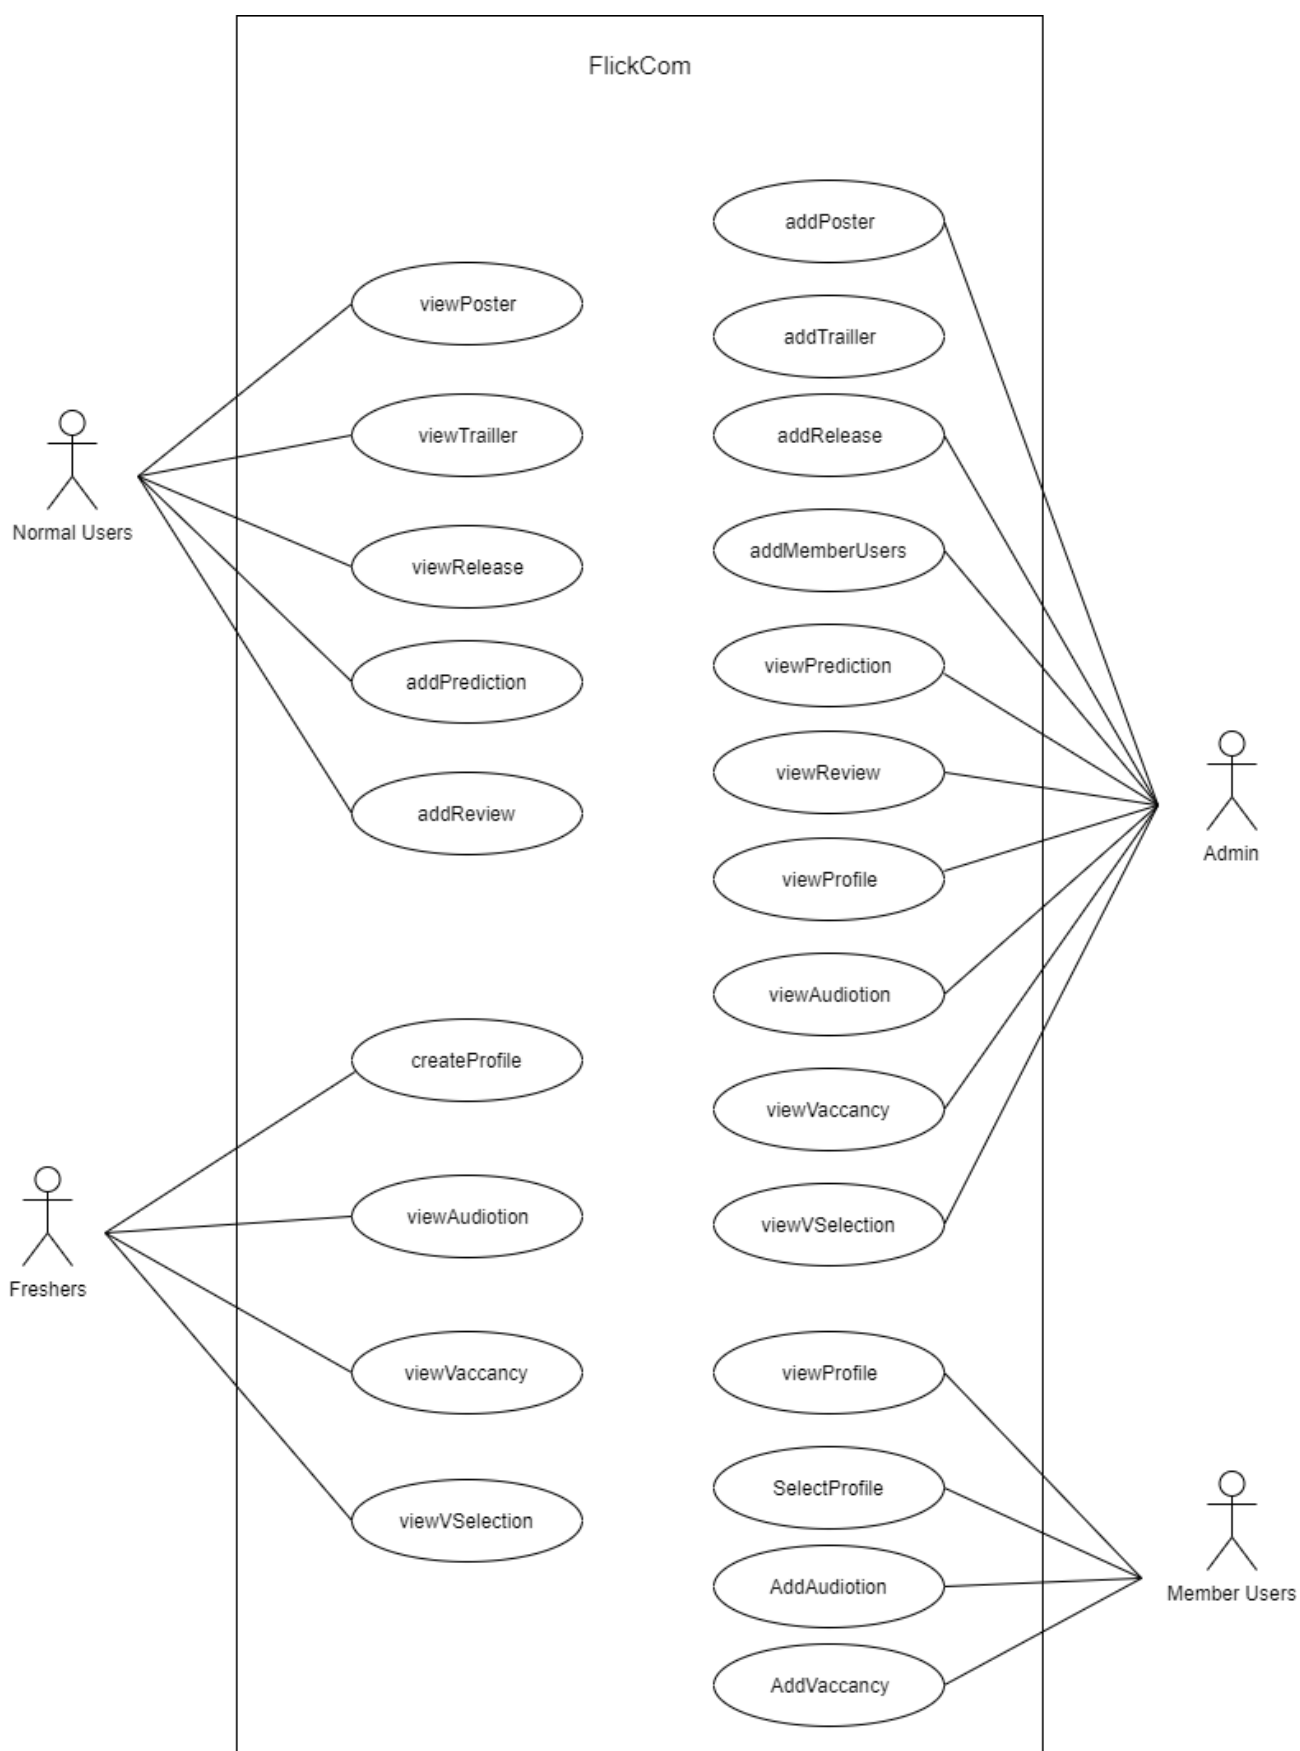 FlickCom
addPoster
viewPoster
addTrailler
viewTrailler
addRelease
Normal Users
addMemberUsers
viewRelease
viewPrediction
addPrediction
viewReview
addReview
Admin
viewProfile
viewAudiotion
createProfile
viewVaccancy
viewAudiotion
viewVSelection
Freshers
viewVaccancy
viewProfile
SelectProfile
viewVSelection
AddAudiotion
Member Users
AddVaccancy